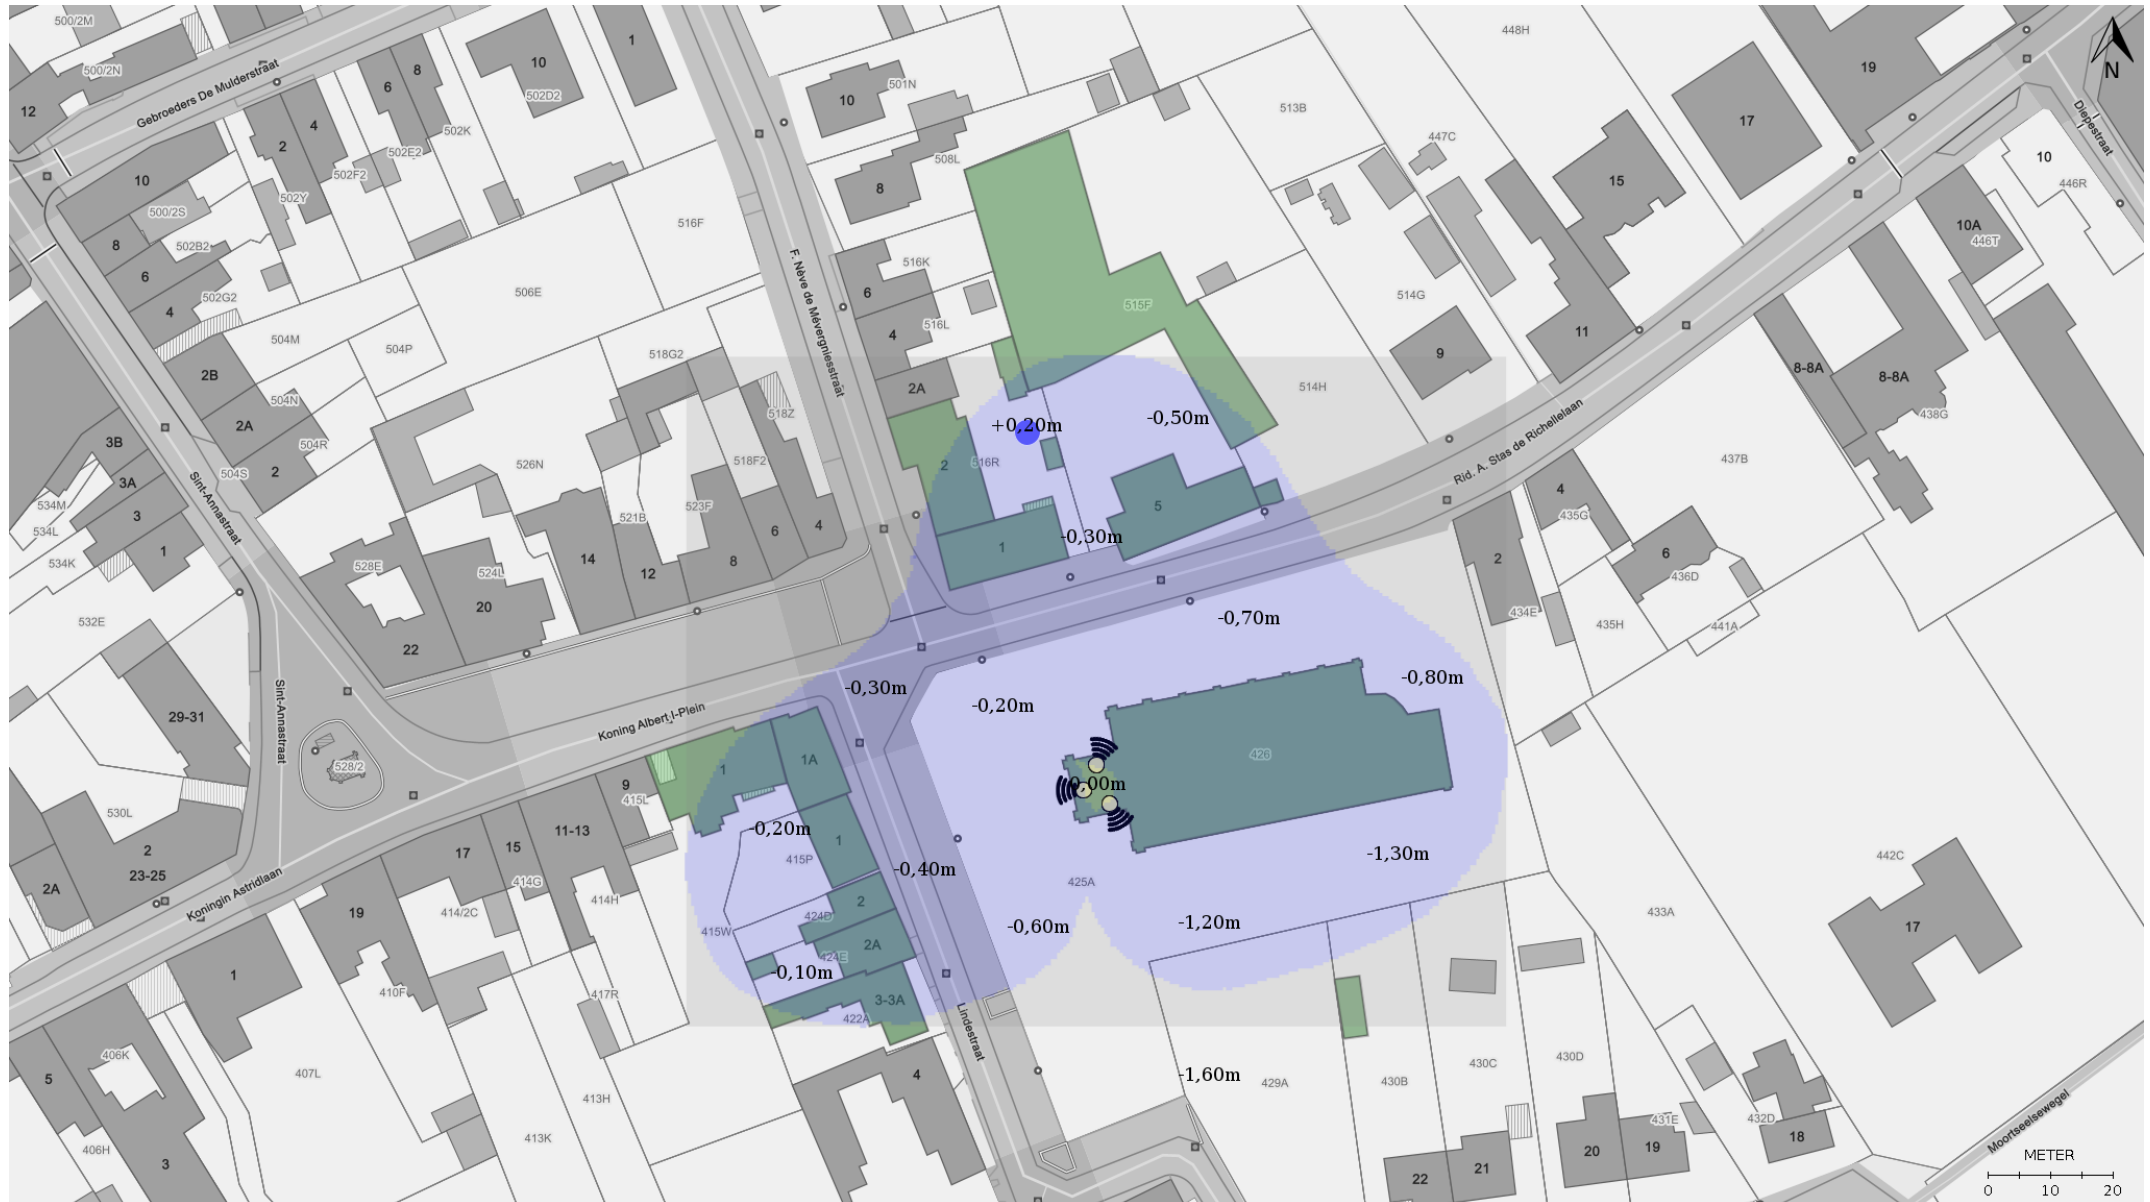 500/2M
448H
1
N
500/2N
10
8
6
502D2
501N
10
19
12
Gebroeders De Mulderstraat
4
2
502K
502E2
502F2
502Y
513B
447C
17
Diepestraat
10
446R
508L
8
15
10
500/2S
8
502B2
6
502G2
4
516F
F. Nève de Mévergniesstraat
516K
6
516L
4
506E
515F
514G
10A
446T
504M
504P
518G2
2B
504N
2A
504R
2
504S
2A
9
11
514H
8-8A
8-8A
438G
3B
3A
534M
3
534L
1
534K
Sint-Annastraat
526N
518Z
518F2
523F
521B
+0,20m
-0,50m
2
516R
5
Rid. A. Stas de Richellelaan
437B
4
435G
528E
524L
20
22
14
12
8
6
4
1
-0,30m
2
434E
6
436D
435H
441A
532E
-0,70m
29-31
Sint-Annastraat
528/2
Koning Albert I-Plein
-0,30m
-0,20m
-0,80m
426
0,00m
9
415L
1
1A
530L
2
23-25
2A
Koningin Astridlaan
17
15
11-13
414G
414H
414/2C
19
-0,20m
415P
1
-0,40m
425A
-1,30m
442C
2
424D
415W
2A
424E
-0,10m
-0,60m
-1,20m
433A
17
1
410F
417R
3-3A
422A
Lindestraat
406K
5
407L
4
-1,60m
429A
430B
430C
430D
413H
413K
406H
3
431E
432D
22
21
20
19
18
Moortseelsewegel
METER
0 10 20